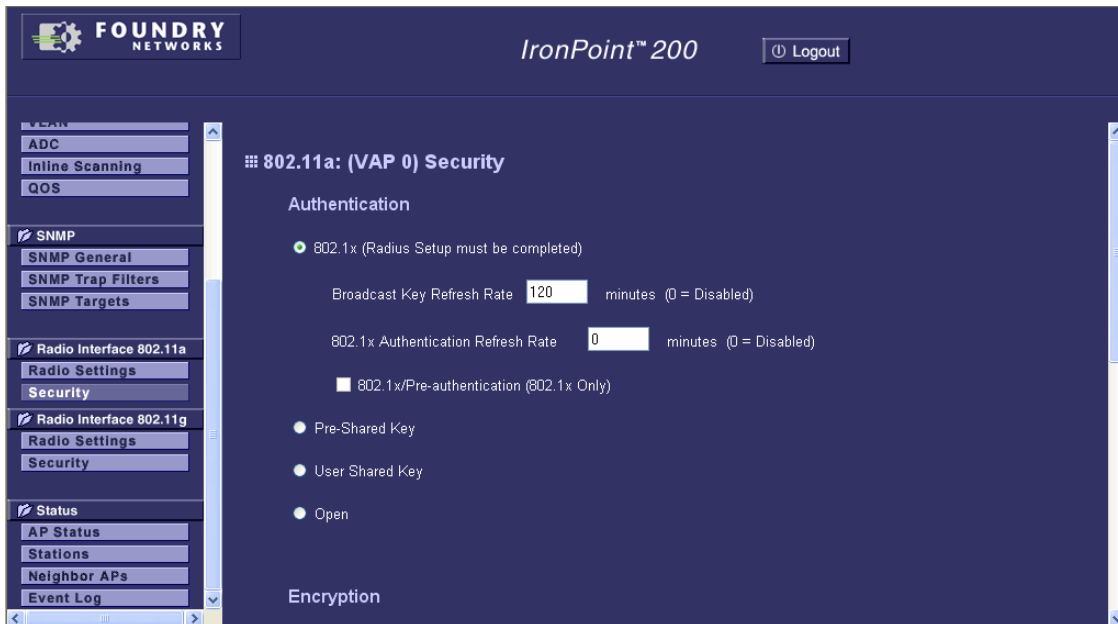 FOUNDRY
NETWORKS
IronPoint™ 200
Logout
VLAN
ADC
Inline Scanning
QOS
SNMP
SNMP General
SNMP Trap Filters
SNMP Targets
Radio Interface 802.11a
Radio Settings
Security
Radio Interface 802.11g
Radio Settings
Security
Status
AP Status
Stations
Neighbor APs
Event Log
802.11a: (VAP 0) Security
Authentication
802.1x (Radius Setup must be completed)
Broadcast Key Refresh Rate 120 minutes (0 = Disabled)
802.1x Authentication Refresh Rate 0 minutes (0 = Disabled)
802.1x/Pre-authentication (802.1x Only)
Pre-Shared Key
User Shared Key
Open
Encryption